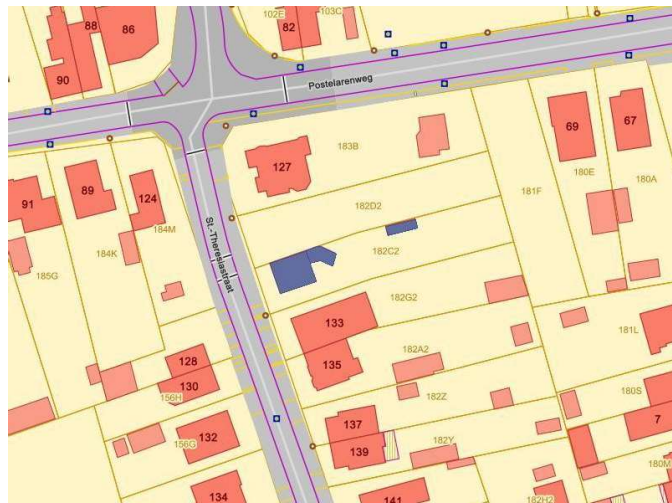 102E
103C
88
86
82
90
Postelarenweg
69
67
127
183B
180E
180A
91
89
124
181F
184K
184M
182D2
St.-Theresiastraat
182C2
185G
182G2
133
181L
135
182A2
128
130
156H
182Z
180S
137
7
132
156G
139
182Y
180M
134
141
182H2